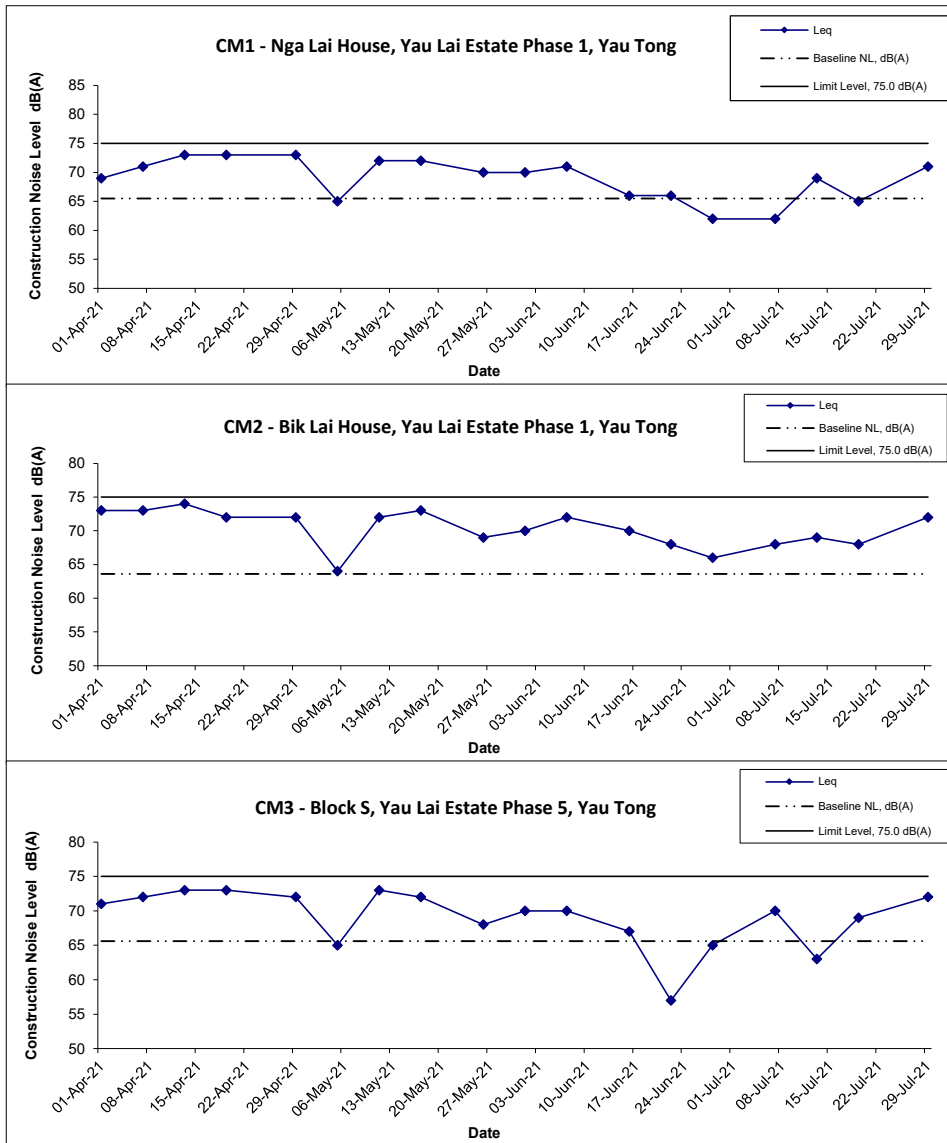 CM1 - Nga Lai House, Yau Lai Estate Phase 1, Yau Tong
Leq
Baseline NL, dB(A)
Limit Level, 75.0 dB(A)
Construction Noise Level dB(A)
85
80
75
70
65
60
55
50
01-Apr-21
08-Apr-21
15-Apr-21
22-Apr-21
29-Apr-21
06-May-21
13-May-21
20-May-21
27-May-21
03-Jun-21
10-Jun-21
17-Jun-21
24-Jun-21
01-Jul-21
08-Jul-21
15-Jul-21
22-Jul-21
29-Jul-21
Date
CM2 - Bik Lai House, Yau Lai Estate Phase 1, Yau Tong
Leq
Baseline NL, dB(A)
Limit Level, 75.0 dB(A)
Construction Noise Level dB(A)
80
75
70
65
60
55
50
01-Apr-21
08-Apr-21
15-Apr-21
22-Apr-21
29-Apr-21
06-May-21
13-May-21
20-May-21
27-May-21
03-Jun-21
10-Jun-21
17-Jun-21
24-Jun-21
01-Jul-21
08-Jul-21
15-Jul-21
22-Jul-21
29-Jul-21
Date
CM3 - Block S, Yau Lai Estate Phase 5, Yau Tong
Leq
Baseline NL, dB(A)
Limit Level, 75.0 dB(A)
Construction Noise Level dB(A)
80
75
70
65
60
55
50
01-Apr-21
08-Apr-21
15-Apr-21
22-Apr-21
29-Apr-21
06-May-21
13-May-21
20-May-21
27-May-21
03-Jun-21
10-Jun-21
17-Jun-21
24-Jun-21
01-Jul-21
08-Jul-21
15-Jul-21
22-Jul-21
29-Jul-21
Date